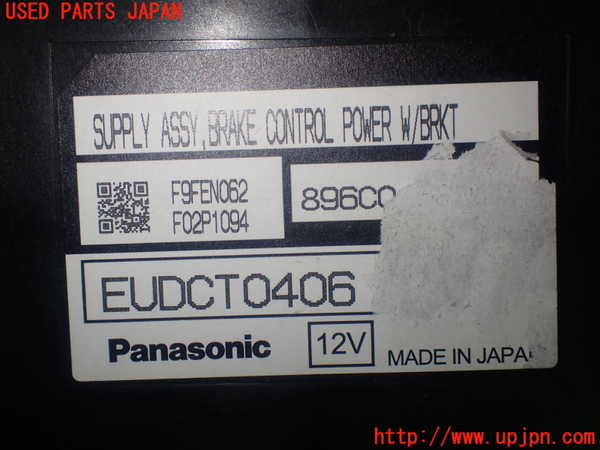 USED PARTS JAPAN
SUPPLY ASSY,BRAKE CONTROL POWER W/BRKT
F9FEN062
F02P1094
896C0
EUDCT0406
Panasonic
12V
MADE IN JAPA
http://www.upjpn.com/